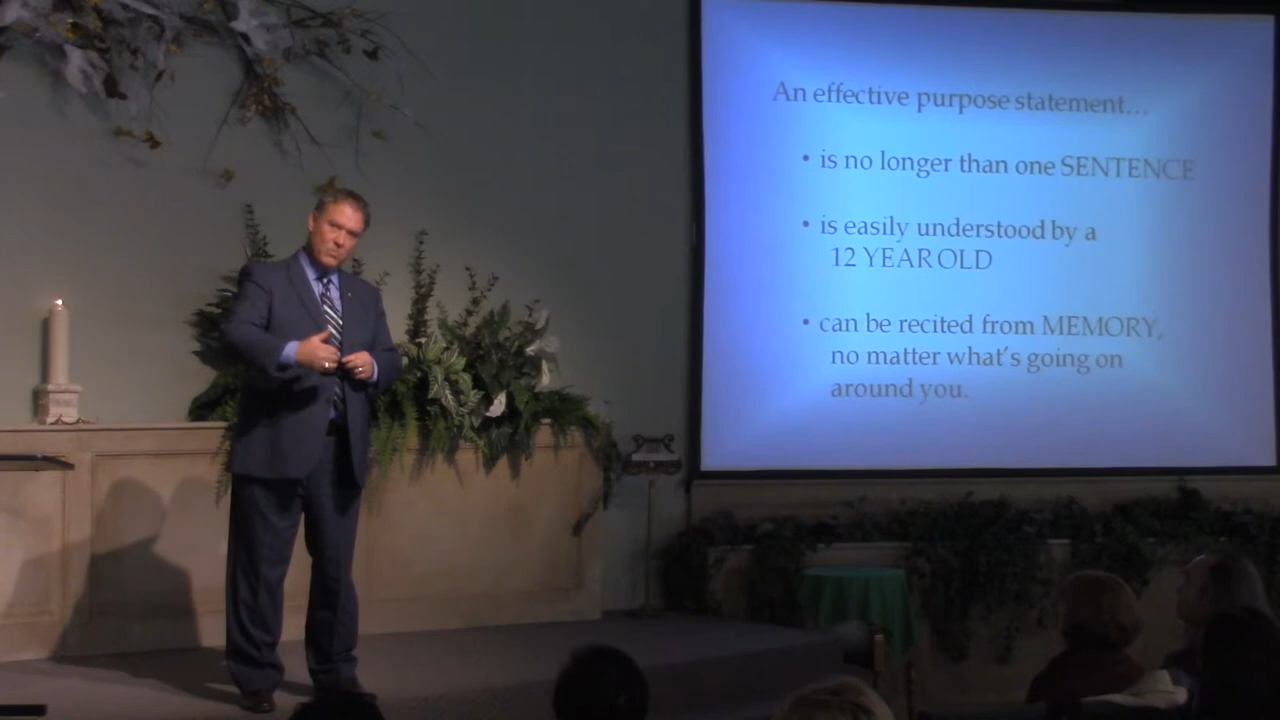 An effective purpose statement...
• is no longer than one SENTENCE
• is easily understood by a
12 YEAR OLD
• can be recited from MEMORY,
no matter what's going on
around you.